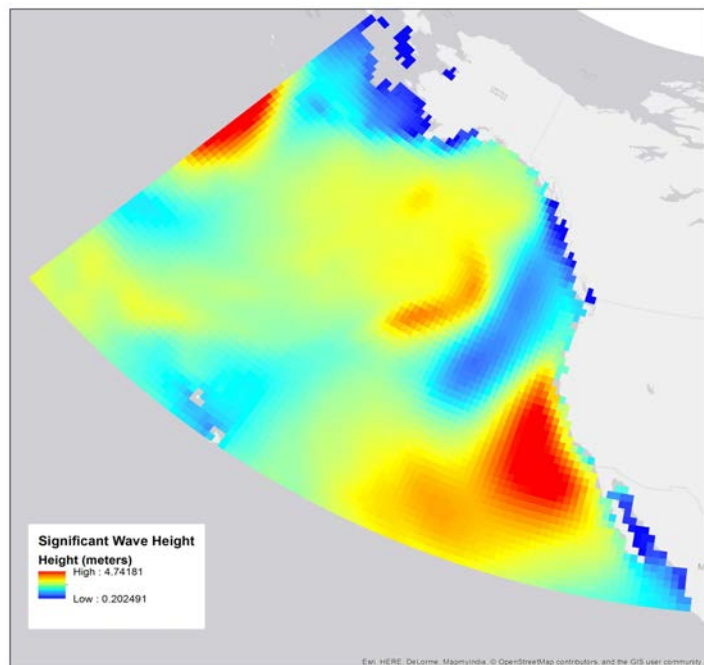 Significant Wave Height
Height (meters)
High : 4.74181
Low : 0.202491
Esri, HERE, DeLorme, MapmyIndia, © OpenStreetMap contributors, and the GIS user community